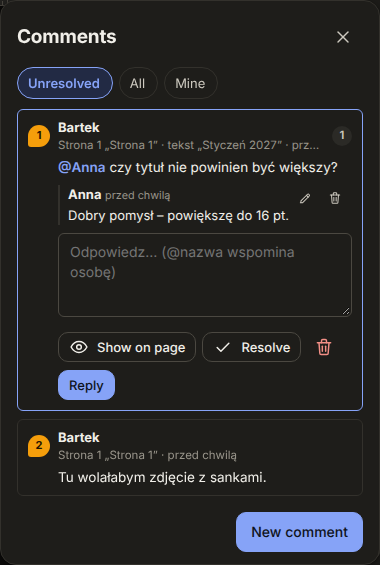 Comments
Unresolved
All
Mine
1
Bartek
Strona 1 „Strona 1” · tekst „Styczeń 2027” · prz...
1
@Anna czy tytuł nie powinien być większy?
Anna przed chwilą
Dobry pomysł – powiększę do 16 pt.
Odpowiedz... (@nazwa wspomina
osobę)
Show on page
Resolve
Reply
2
Bartek
Strona 1 „Strona 1” · przed chwilą
Tu wolałabym zdjęcie z sankami.
New comment